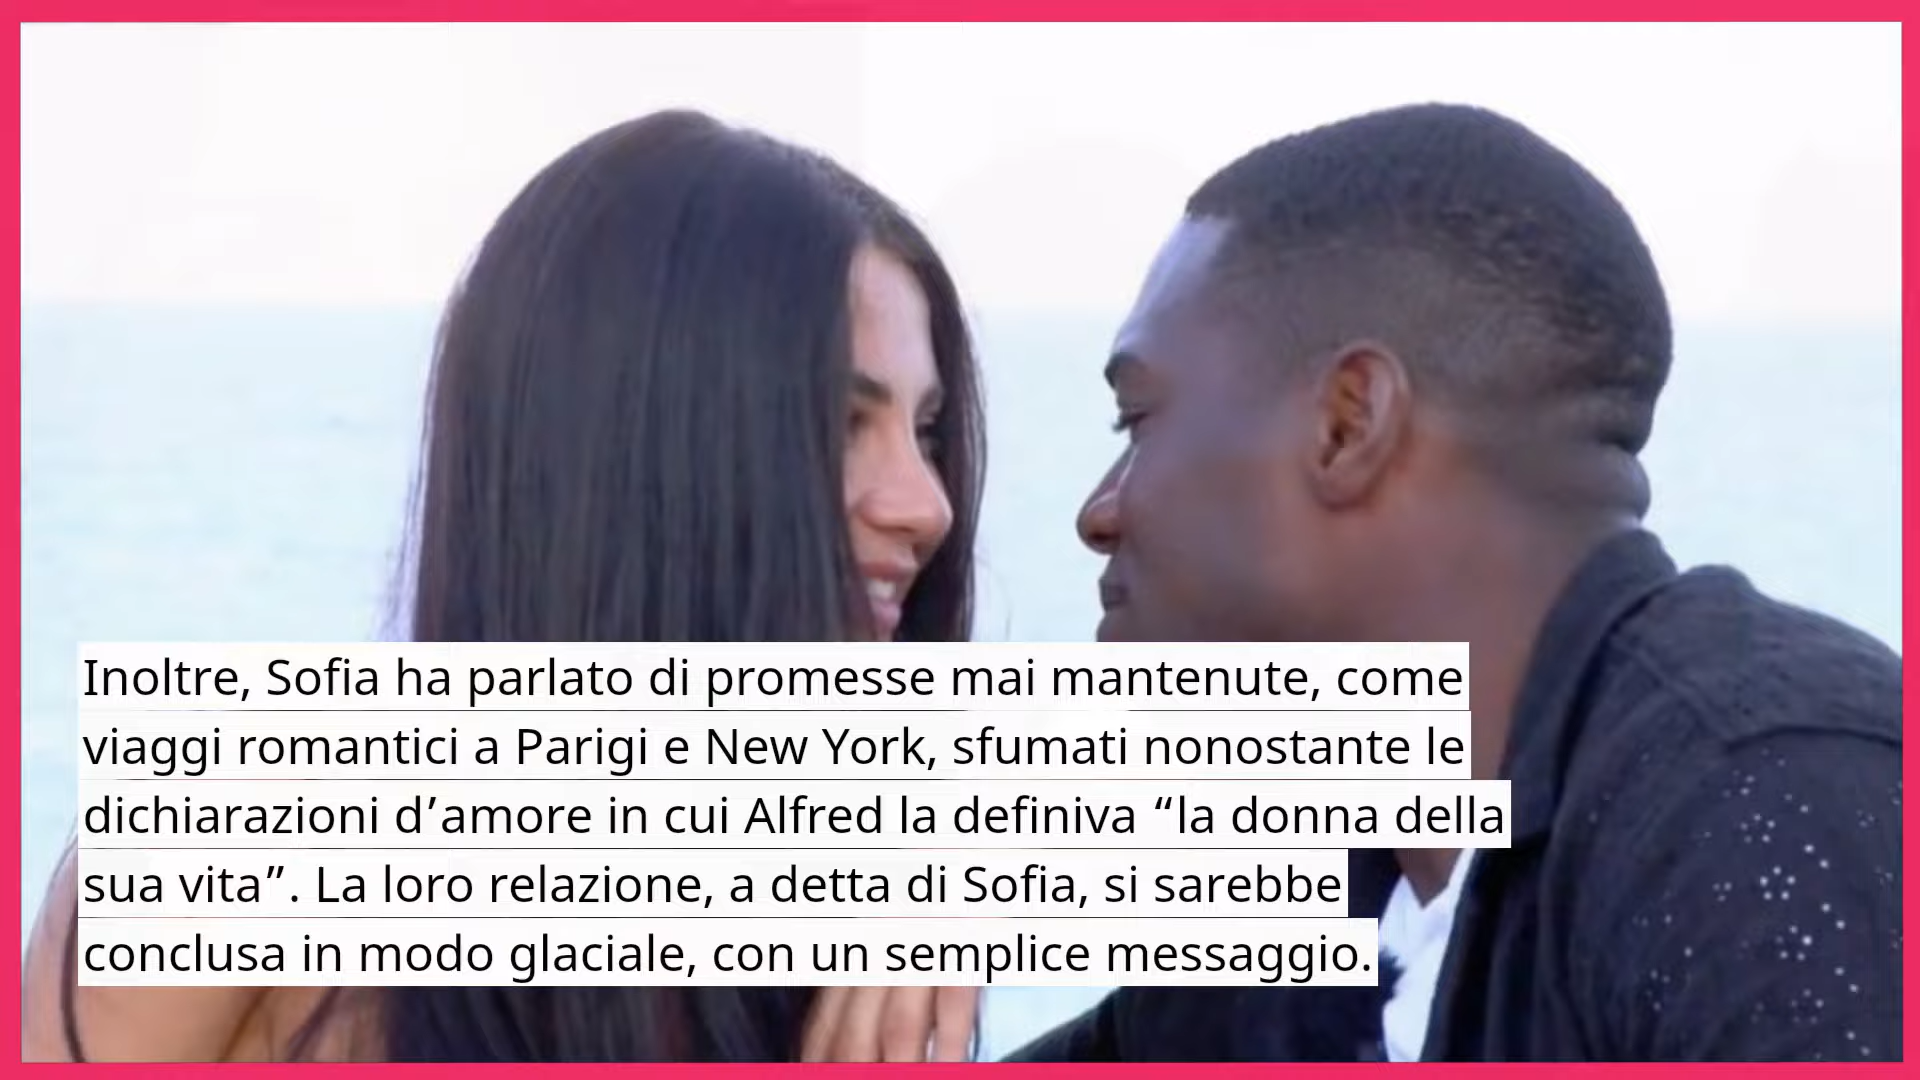 Inoltre, Sofia ha parlato di promesse mai mantenute, come
viaggi romantici a Parigi e New York, sfumati nonostante le
dichiarazioni d’amore in cui Alfred la definiva “la donna della
sua vita”. La loro relazione, a detta di Sofia, si sarebbe
conclusa in modo glaciale, con un semplice messaggio.